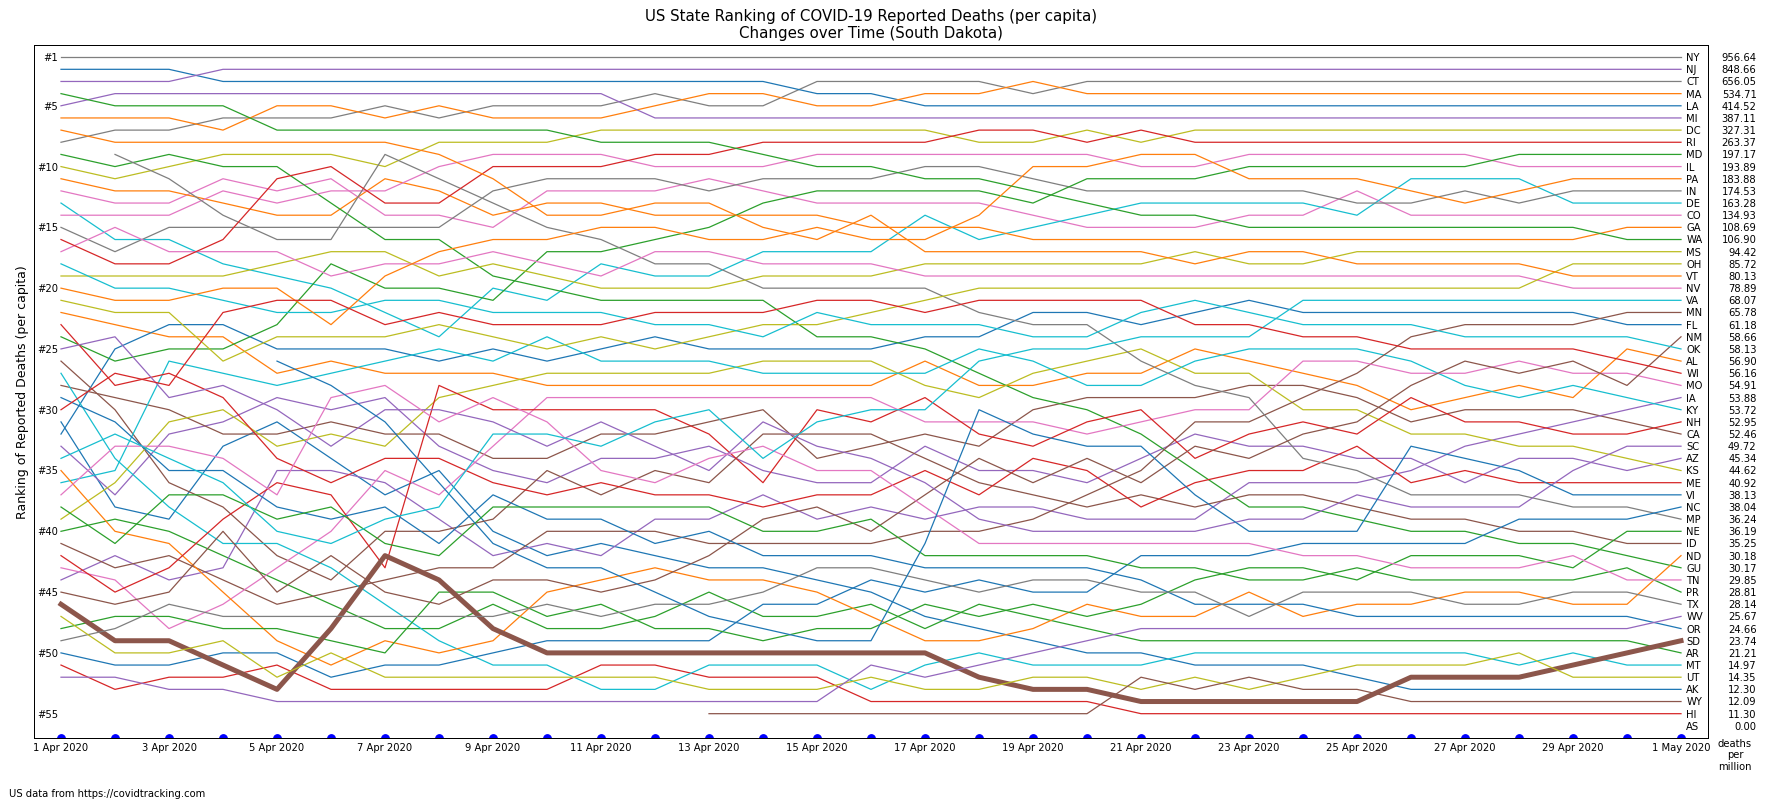 US State Ranking of COVID-19 Reported Deaths (per capita)
Changes over Time (South Dakota)
Ranking of Reported Deaths (per capita)
#1
#5
#10
#15
#20
#25
#30
#35
#40
#45
#50
#55
NY 956.64
NJ 848.66
CT 656.05
MA 534.71
LA 414.52
MI 387.11
DC 327.31
RI 263.37
MD 197.17
IL 193.89
PA 183.88
IN 174.53
DE 163.28
CO 134.93
GA 108.69
WA 106.90
MS 94.42
OH 85.72
VT 80.13
NV 78.89
VA 68.07
MN 65.78
FL 61.18
NM 58.66
OK 58.13
AL 56.90
WI 56.16
MO 54.91
IA 53.88
KY 53.72
NH 52.95
CA 52.46
SC 49.72
AZ 45.34
KS 44.62
ME 40.92
VI 38.13
NC 38.04
MP 36.24
NE 36.19
ID 35.25
ND 30.18
GU 30.17
TN 29.85
PR 28.81
TX 28.14
WV 25.67
OR 24.66
SD 23.74
AR 21.21
MT 14.97
UT 14.35
AK 12.30
WY 12.09
HI 11.30
AS 0.00
1 Apr 2020 3 Apr 2020 5 Apr 2020 7 Apr 2020 9 Apr 2020 11 Apr 2020 13 Apr 2020 15 Apr 2020 17 Apr 2020 19 Apr 2020 21 Apr 2020 23 Apr 2020 25 Apr 2020 27 Apr 2020 29 Apr 2020 1 May 2020
deaths
per
million
US data from https://covidtracking.com